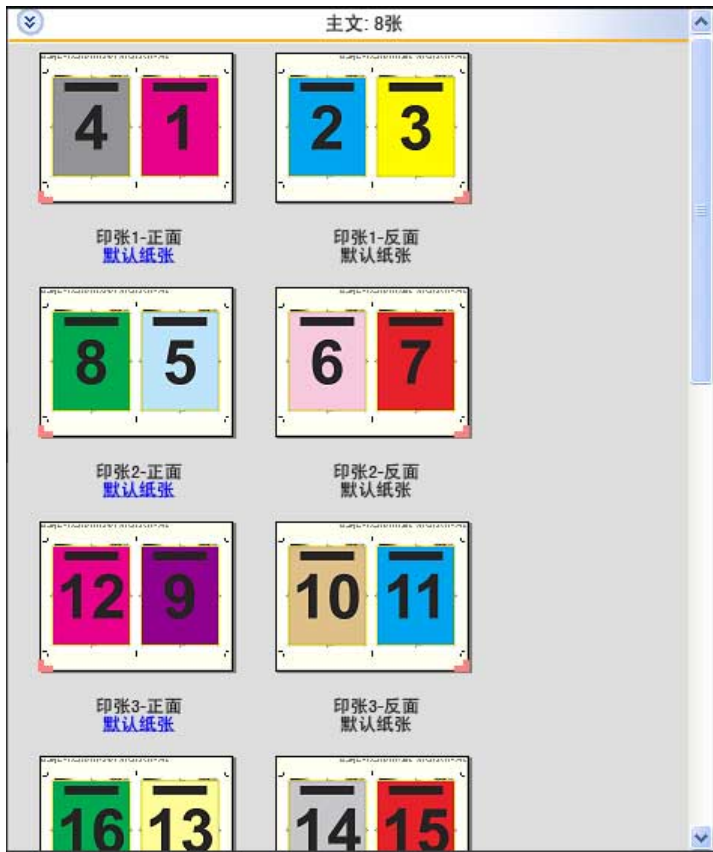 主文: 8张
4 1
2 3
印张1-正面
默认纸张
印张1-反面
默认纸张
8 5
6 7
印张2-正面
默认纸张
印张2-反面
默认纸张
12 9
10 11
印张3-正面
默认纸张
印张3-反面
默认纸张
16 13
14 15